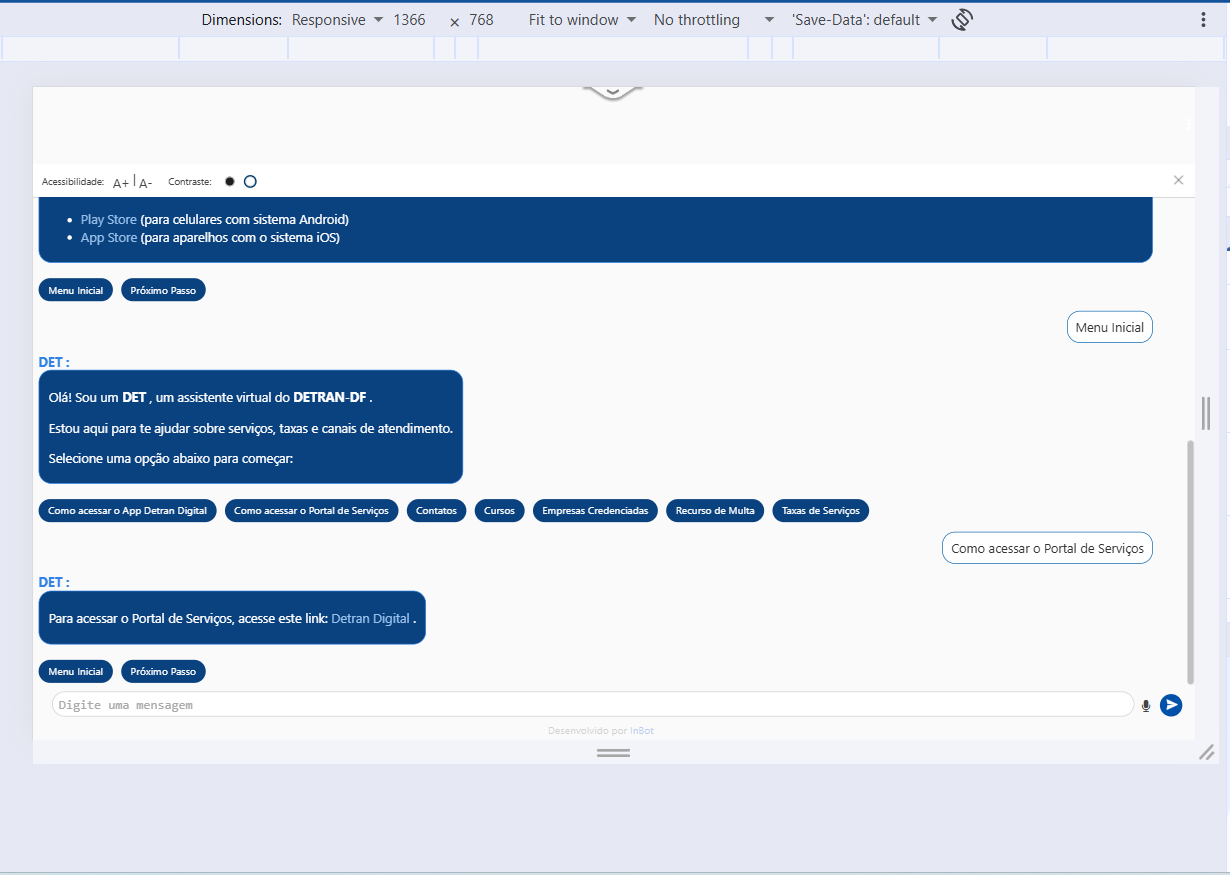 Dimensions: Responsive 1366 × 768 Fit to window No throttling 'Save-Data': default
Acessibilidade: A+ | A- Contraste:
• Play Store (para celulares com sistema Android)
• App Store (para aparelhos com o sistema iOS)
Menu Inicial Próximo Passo
Menu Inicial
DET :
Olá! Sou um DET , um assistente virtual do DETRAN-DF .
Estou aqui para te ajudar sobre serviços, taxas e canais de atendimento.
Selecione uma opção abaixo para começar:
Como acessar o App Detran Digital Como acessar o Portal de Serviços Contatos Cursos Empresas Credenciadas Recurso de Multa Taxas de Serviços
Como acessar o Portal de Serviços
DET :
Para acessar o Portal de Serviços, acesse este link: Detran Digital .
Menu Inicial Próximo Passo
Digite uma mensagem
Desenvolvido por InBot